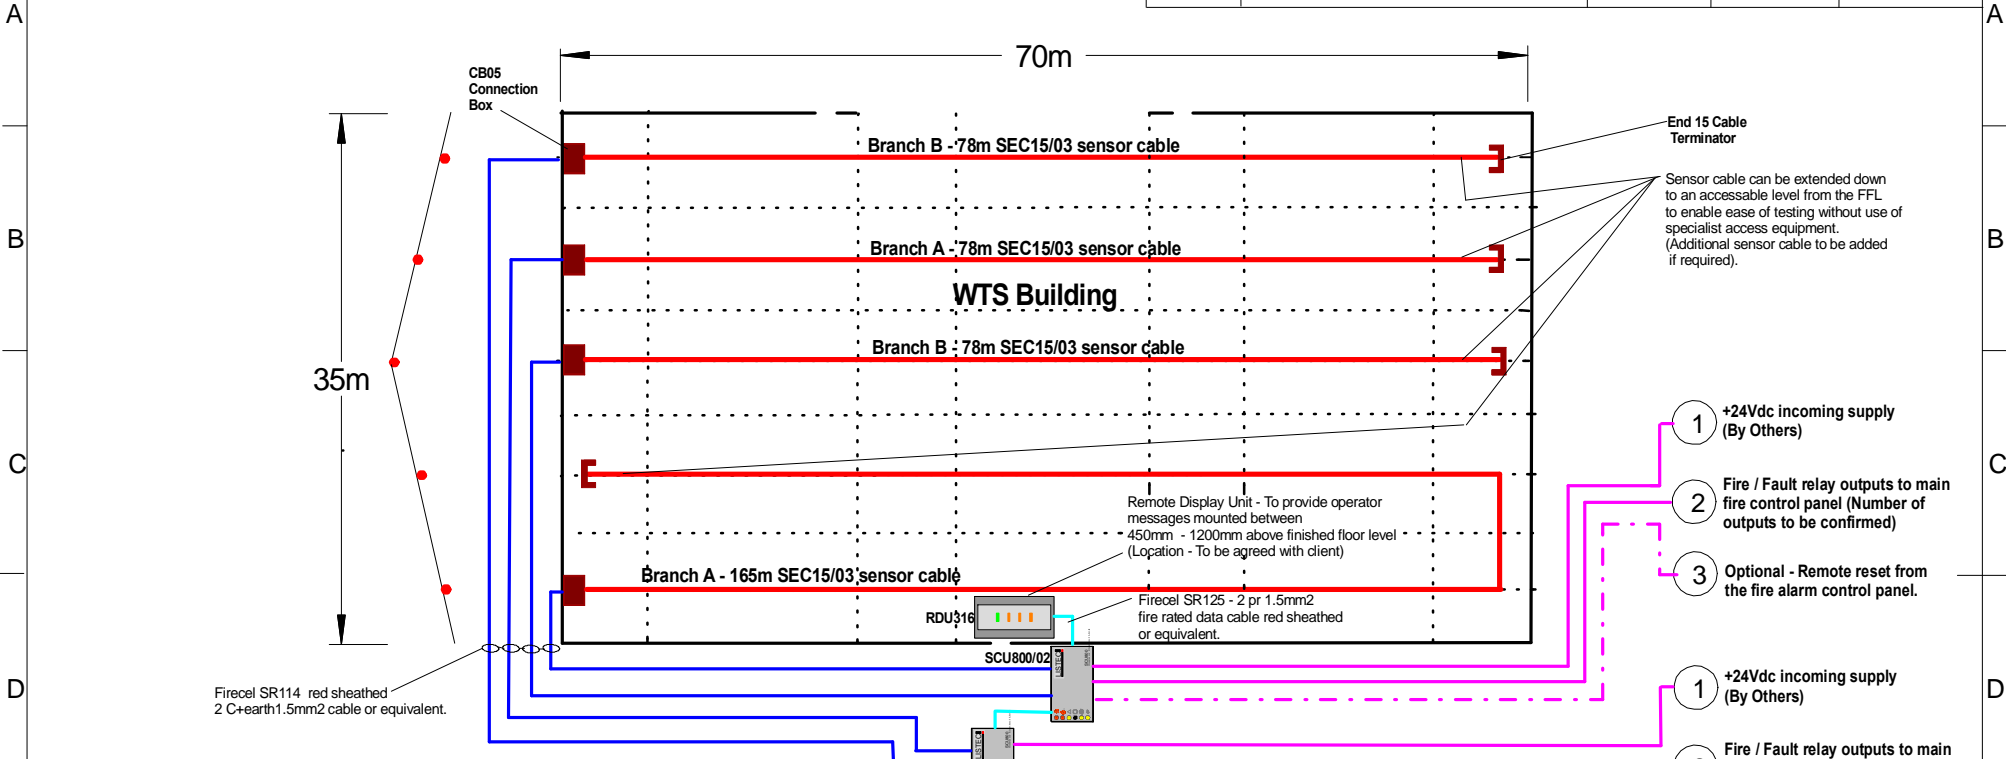 A
A
70m
CB05
Connection
Box
End 15 Cable
Terminator
Branch B - 78m SEC15/03 sensor cable
Sensor cable can be extended down
to an accessable level from the FFL
to enable ease of testing without use of
specialist access equipment.
(Additional sensor cable to be added
if required).
B
B
Branch A - 78m SEC15/03 sensor cable
WTS Building
Branch B - 78m SEC15/03 sensor cable
35m
1
+24Vdc incoming supply
(By Others)
C
C
2
Fire / Fault relay outputs to main
fire control panel (Number of
outputs to be confirmed)
Remote Display Unit - To provide operator
messages mounted between
450mm - 1200mm above finished floor level
(Location - To be agreed with client)
3
Optional - Remote reset from
the fire alarm control panel.
Branch A - 165m SEC15/03 sensor cable
RDU316
Firecel SR125 - 2 pr 1.5mm2
fire rated data cable red sheathed
or equivalent.
SCU800/02
LISTEC
D
D
Firecel SR114 red sheathed
2 C+earth1.5mm2 cable or equivalent.
1
+24Vdc incoming supply
(By Others)
LISTEC
Fire / Fault relay outputs to main